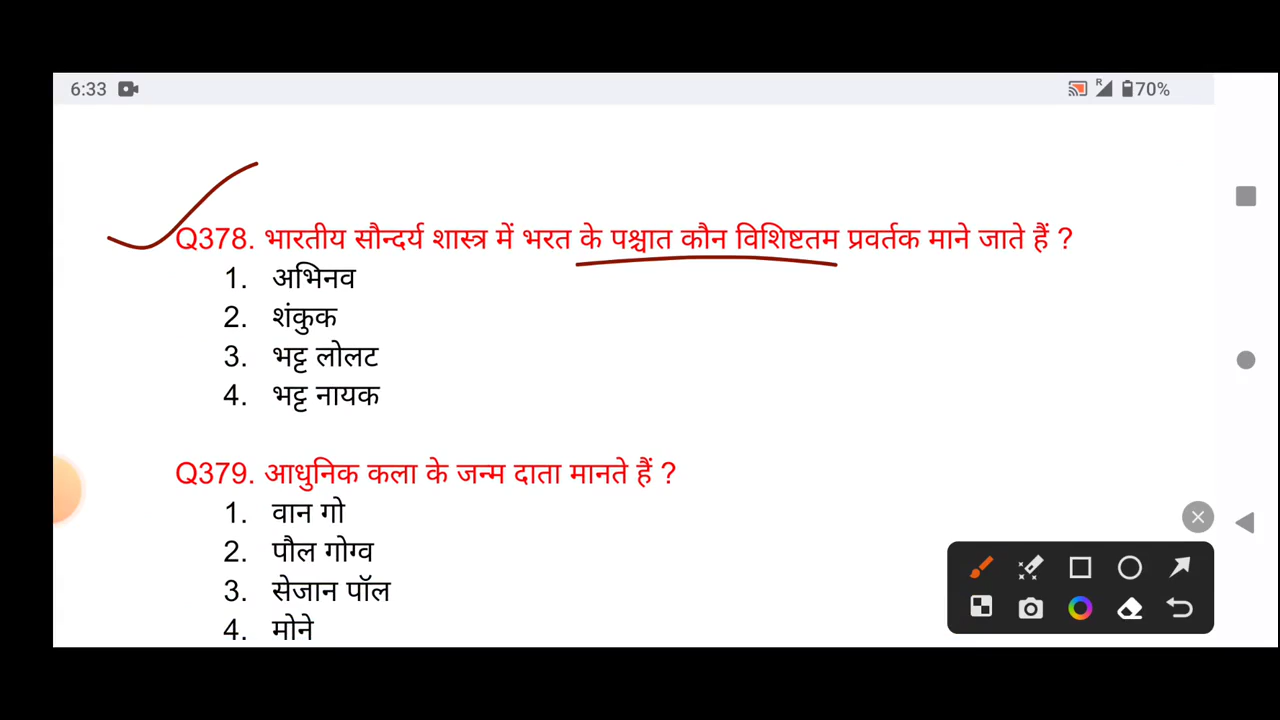 6:33
R
70%
Q378. भारतीय सौन्दर्य शास्त्र में भरत के पश्चात कौन विशिष्टतम प्रवर्तक माने जाते हैं ?
1. अभिनव
2. शंकुक
3. भट्ट लोलट
4. भट्ट नायक
Q379. आधुनिक कला के जन्म दाता मानते हैं ?
1. वान गो
2. पौल गोग्व
3. सेजान पॉल
4. मोने